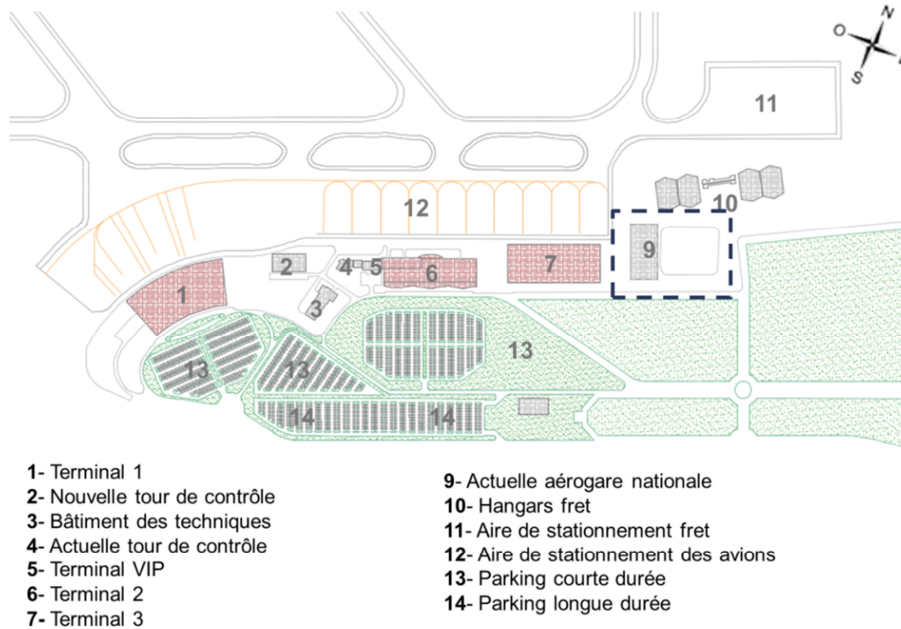 N
O
S
11
10
12
9
2
4
5
6
7
1
3
13
13
13
14
14
1- Terminal 1
2- Nouvelle tour de contrôle
3- Bâtiment des techniques
4- Actuelle tour de contrôle
5- Terminal VIP
6- Terminal 2
7- Terminal 3
9- Actuelle aérogare nationale
10- Hangars fret
11- Aire de stationnement fret
12- Aire de stationnement des avions
13- Parking courte durée
14- Parking longue durée